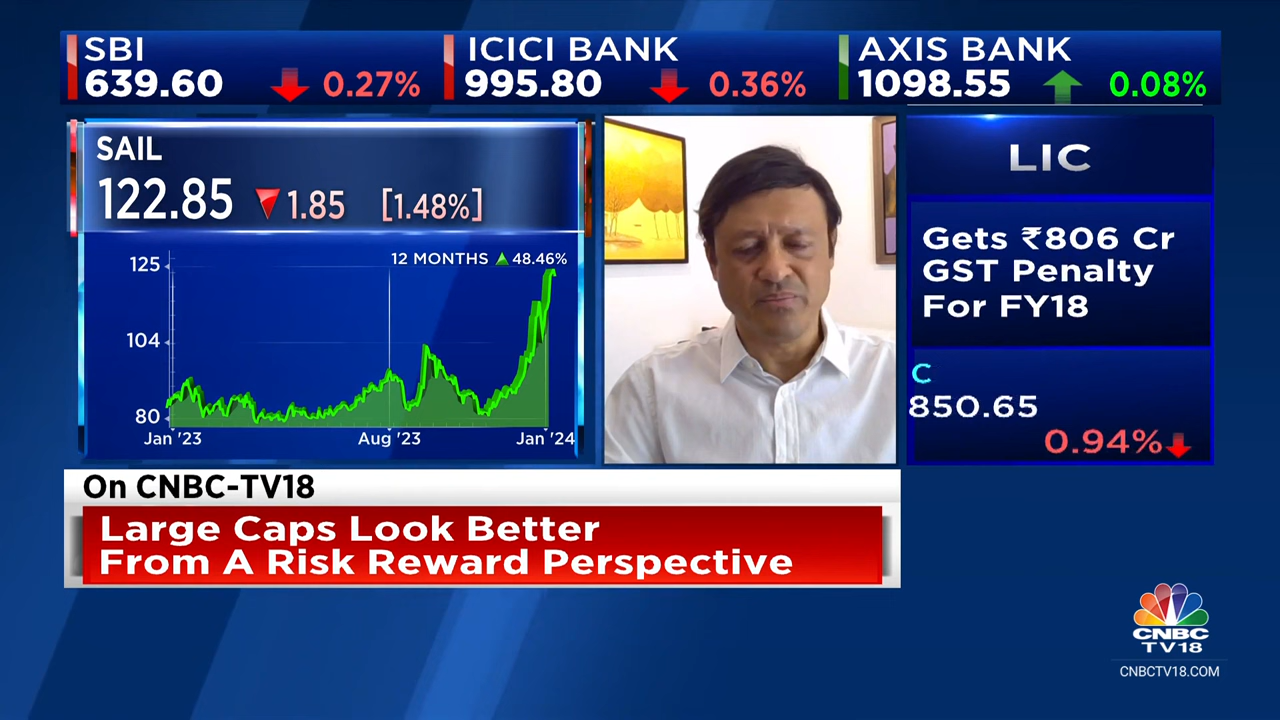 SBI
639.60 0.27%
ICICI BANK
995.80 0.36%
AXIS BANK
1098.55 0.08%
SAIL
122.85 1.85 [1.48%]
12 MONTHS 48.46%
125
104
80
Jan '23 Aug'23 Jan '24
LIC
Gets ₹806 Cr
GST Penalty
For FY18
C
850.65
0.94%
On CNBC-TV18
Large Caps Look Better
From A Risk Reward Perspective
CNBC
TV18
CNBCTV18.COM